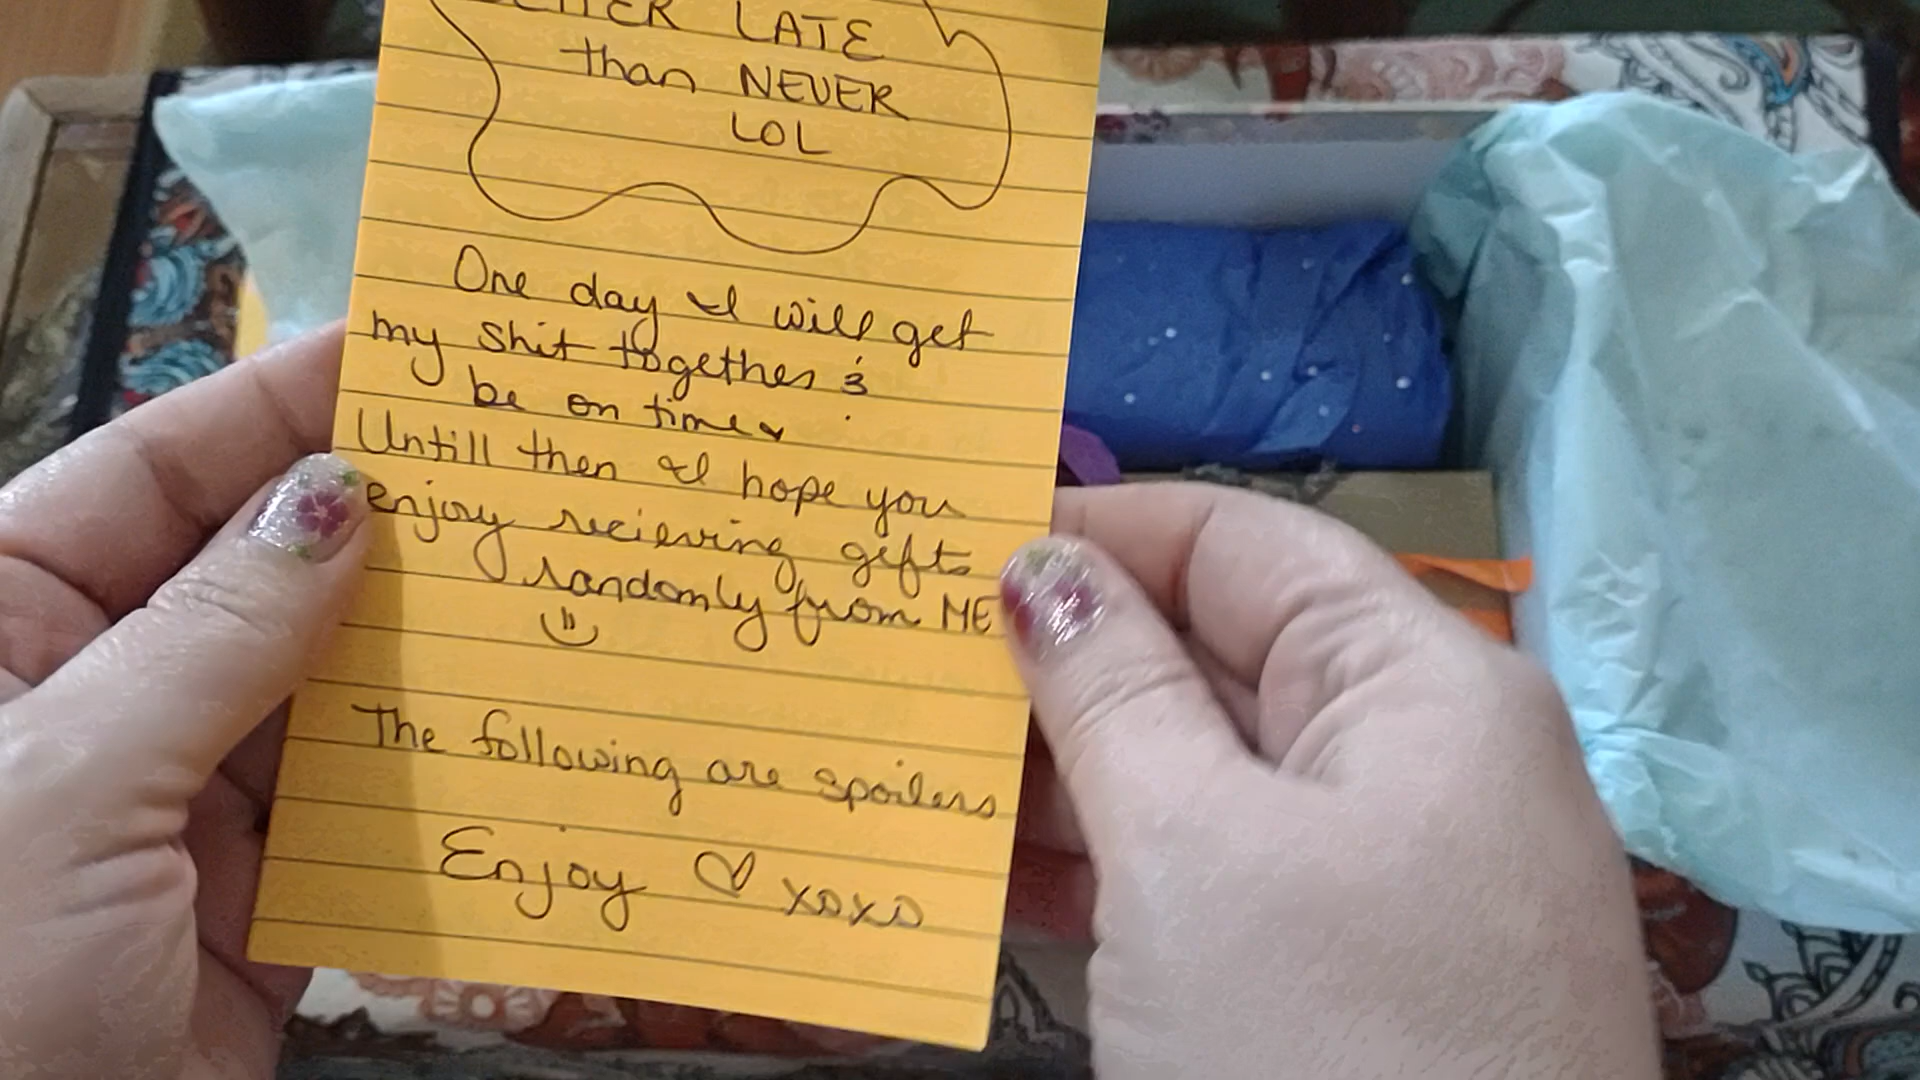 BETTER LATE
than NEVER
LOL
One day I will get
my shit together &
be on time.
Untill then I hope you
enjoy recieving gifts
randomly from ME
The following are spoilers
Enjoy ♡ xoxo